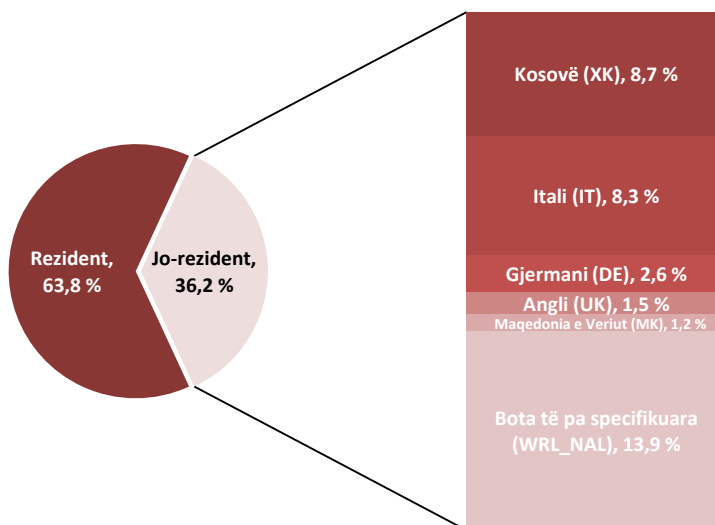 Rezident,
63,8 %
Jo-rezident,
36,2 %
Kosovë (XK), 8,7 %
Itali (IT), 8,3 %
Gjermani (DE), 2,6 %
Angli (UK), 1,5 %
Maqedonia e Veriut (MK), 1,2 %
Bota të pa specifikuara
(WRL_NAL), 13,9 %